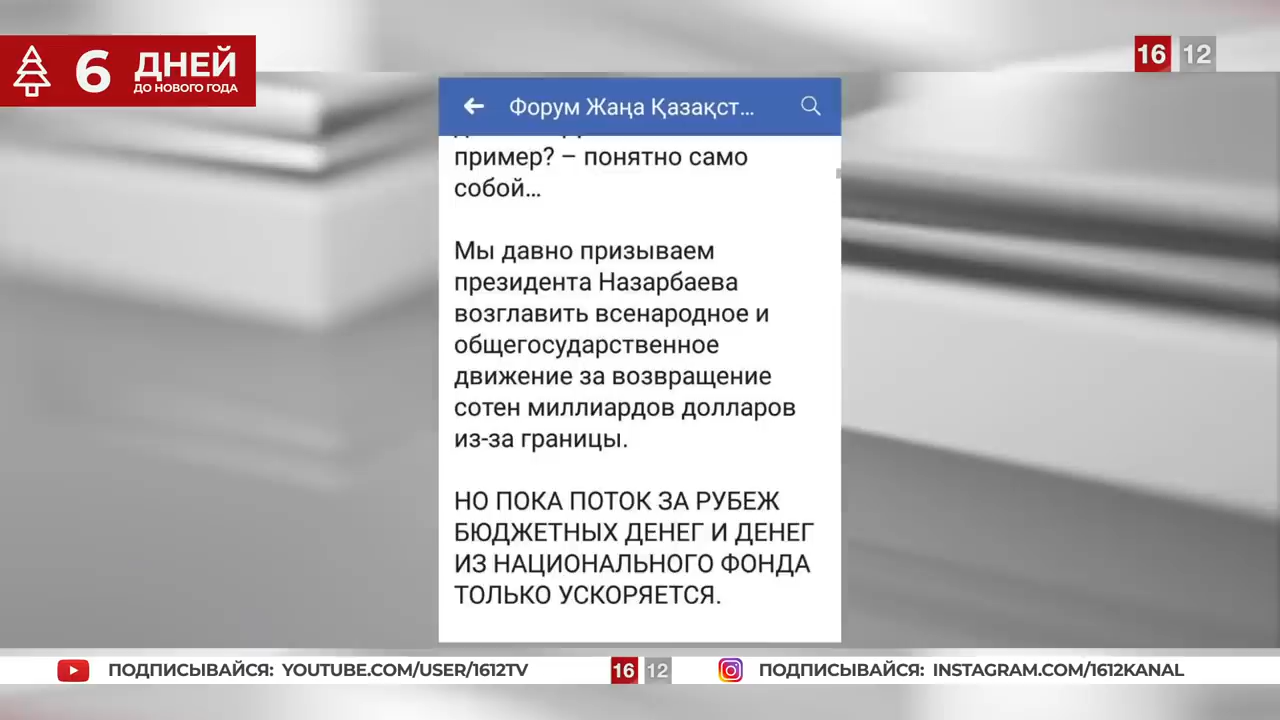 6 ДНЕЙ
ДО НОВОГО ГОДА
16 12
Форум Жаңа Қазақст...
пример? – понятно само
собой...
Мы давно призываем
президента Назарбаева
возглавить всенародное и
общегосударственное
движение за возвращение
сотен миллиардов долларов
из-за границы.
НО ПОКА ПОТОК ЗА РУБЕЖ
БЮДЖЕТНЫХ ДЕНЕГ И ДЕНЕГ
ИЗ НАЦИОНАЛЬНОГО ФОНДА
ТОЛЬКО УСКОРЯЕТСЯ.
ПОДПИСЫВАЙСЯ: YOUTUBE.COM/USER/1612TV
16 12
ПОДПИСЫВАЙСЯ: INSTAGRAM.COM/1612KANAL